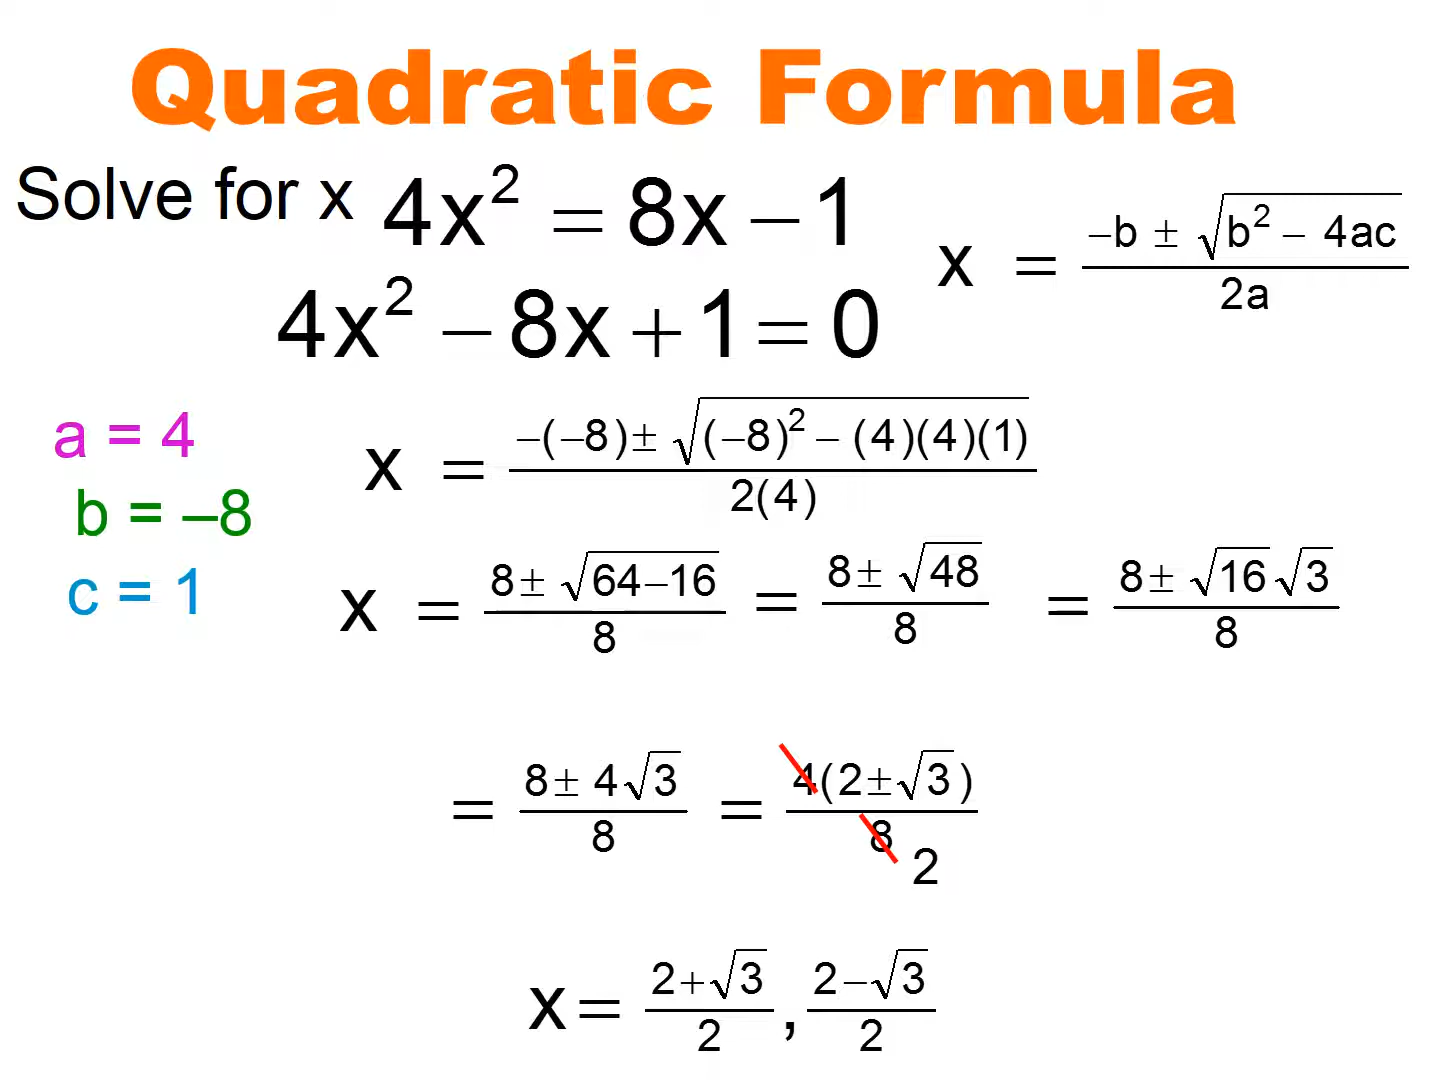 Quadratic Formula
Solve for x 4x² = 8x − 1
x = (−b ± √(b² − 4ac)) / 2a
4x² − 8x + 1 = 0
a = 4
x = (−(−8) ± √((−8)² − (4)(4)(1))) / 2(4)
b = –8
c = 1
x = (8 ± √(64−16)) / 8 = (8 ± √48) / 8 = (8 ± √16 √3) / 8
= (8 ± 4√3) / 8 = 4(2 ± √3) / 8 2
x = (2+√3) / 2 , (2−√3) / 2